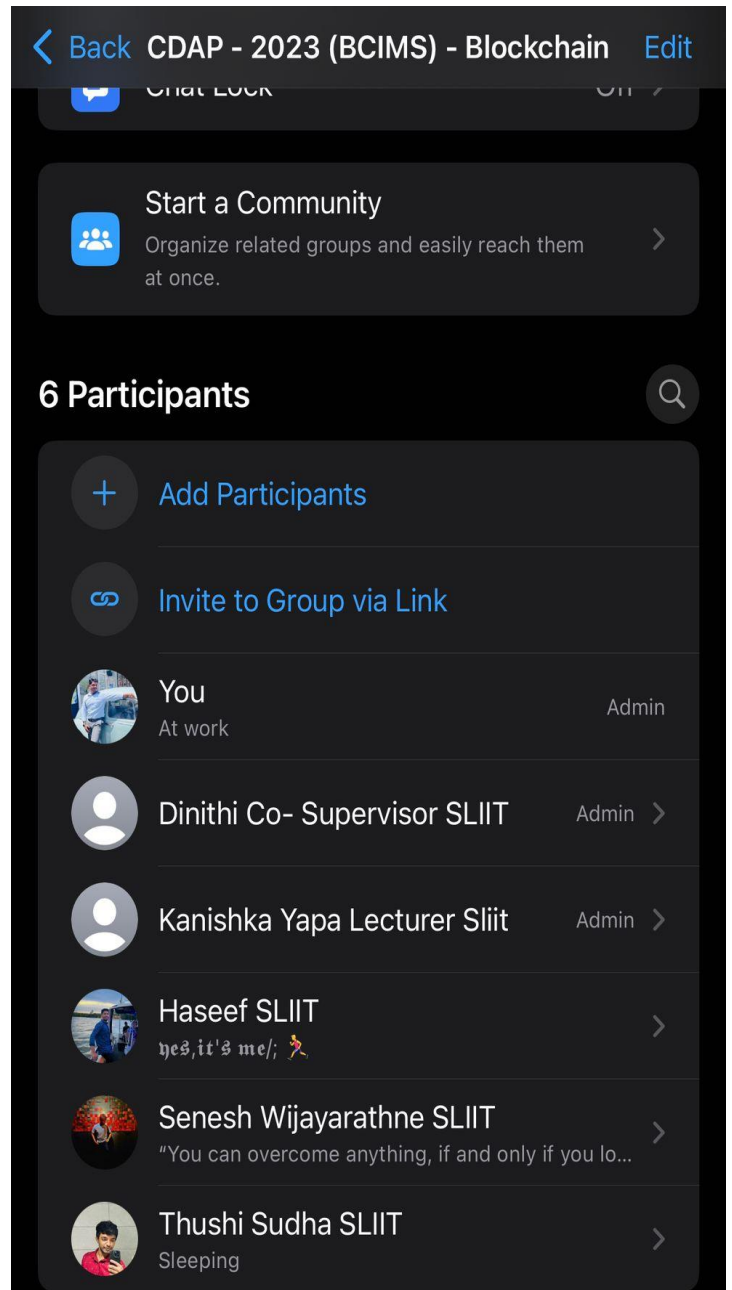 Back CDAP - 2023 (BCIMS) - Blockchain Edit
Chat Lock Off
Start a Community
Organize related groups and easily reach them
at once.
6 Participants
Add Participants
Invite to Group via Link
You
At work
Admin
Dinithi Co- Supervisor SLIIT Admin
Kanishka Yapa Lecturer Sliit Admin
Haseef SLIIT
𝖞𝖊𝖘,𝖎𝖙'𝖘 𝖒𝖊/; 🏃
Senesh Wijayarathne SLIIT
“You can overcome anything, if and only if you lo...
Thushi Sudha SLIIT
Sleeping